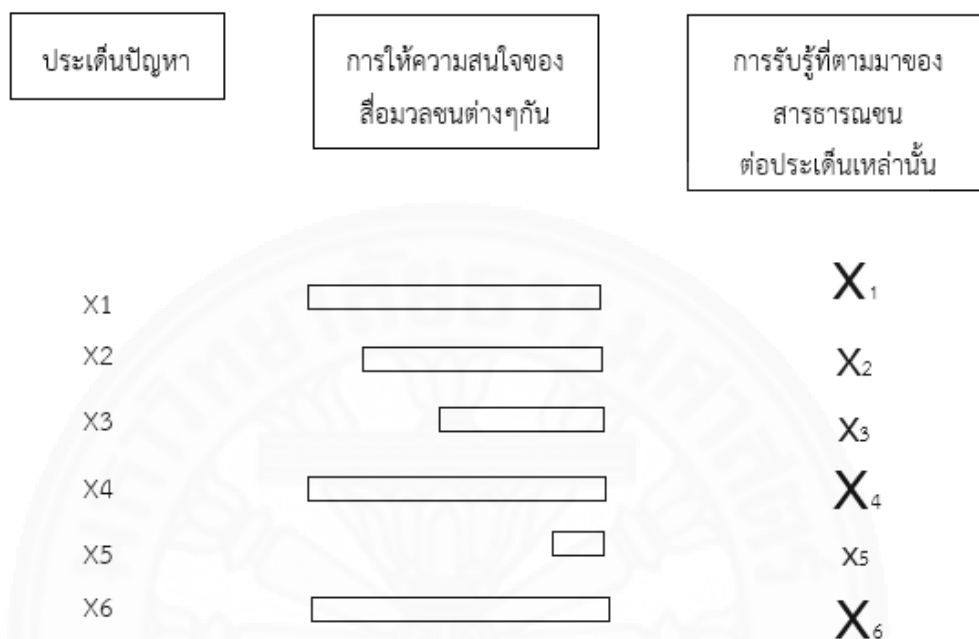 ประเด็นปัญหา
การให้ความสนใจของ
สื่อมวลชนต่างๆกัน
การรับรู้ที่ตามมาของ
สารธารณชน
ต่อประเด็นเหล่านั้น
X1 X1
X2 X2
X3 X3
X4 X4
X5 X5
X6 X6